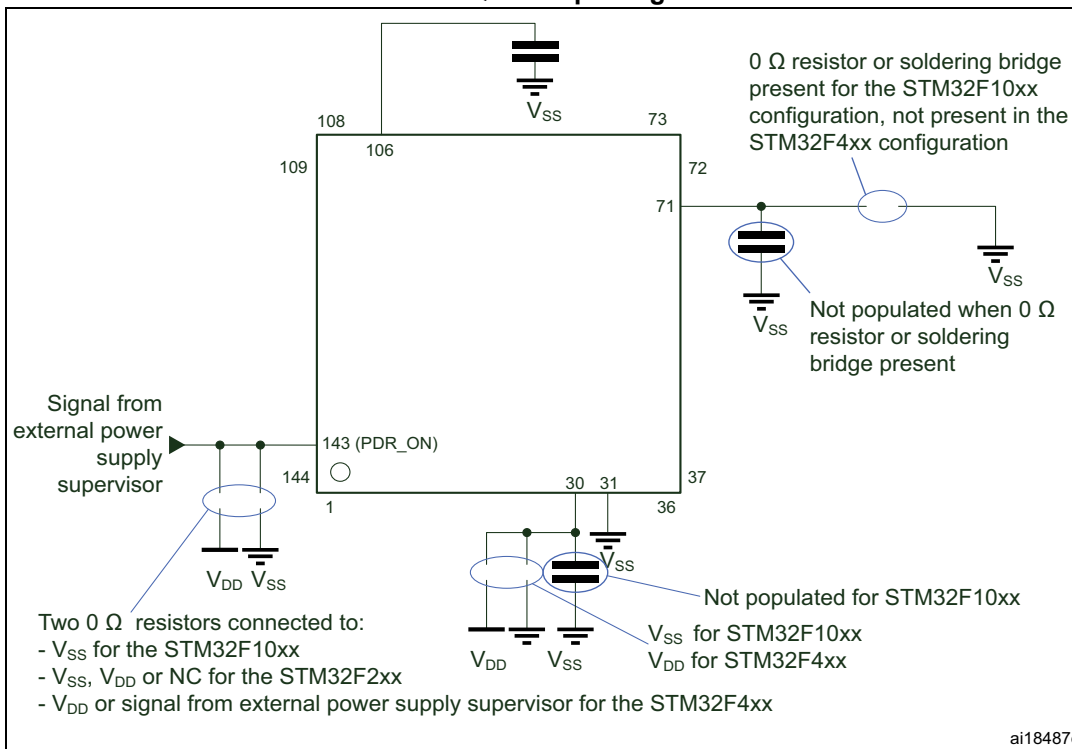 0 Ω resistor or soldering bridge
present for the STM32F10xx
configuration, not present in the
STM32F4xx configuration
VSS
108
73
106
109
72
71
VSS
VSS
Not populated when 0 Ω
resistor or soldering
bridge present
Signal from
external power
supply
supervisor
143 (PDR_ON)
144
1
30
31
37
36
VSS
VDD
VSS
Not populated for STM32F10xx
VSS for STM32F10xx
VDD for STM32F4xx
VDD
VSS
Two 0 Ω resistors connected to:
- VSS for the STM32F10xx
- VSS, VDD or NC for the STM32F2xx
- VDD or signal from external power supply supervisor for the STM32F4xx